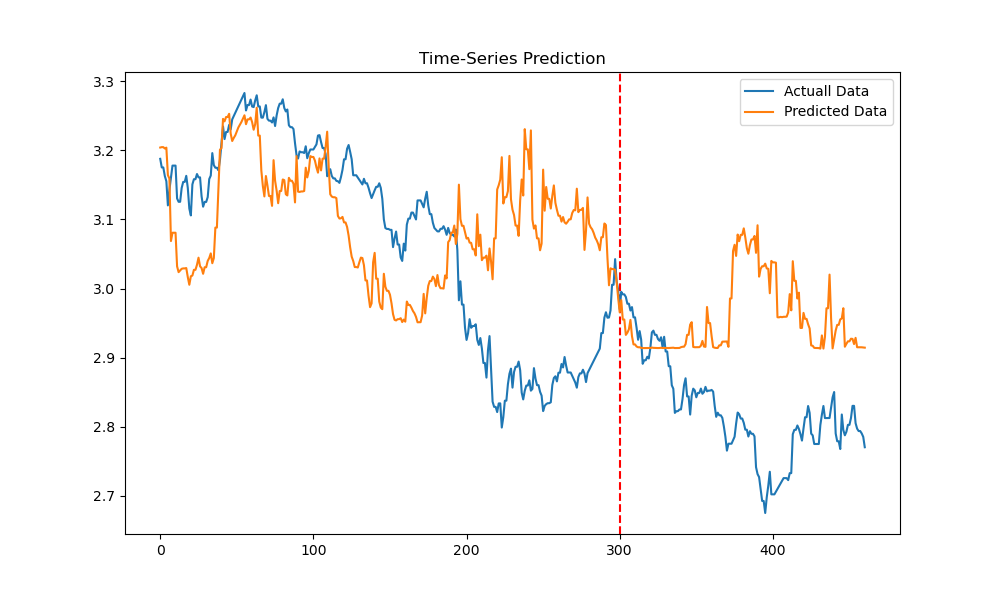 Time-Series Prediction
Actuall Data
Predicted Data
3.3
3.2
3.1
3.0
2.9
2.8
2.7
0 100 200 300 400